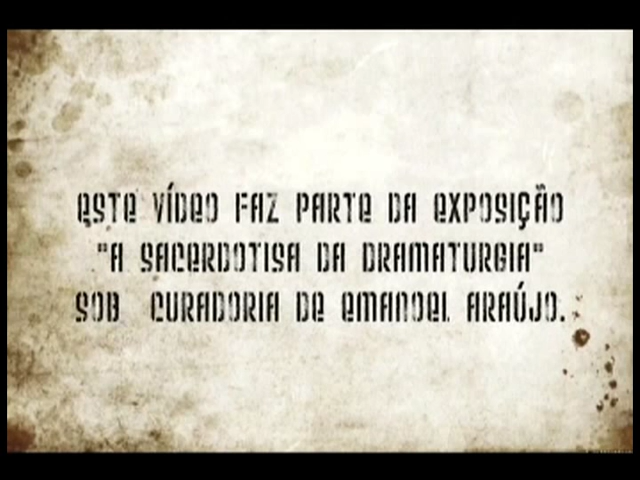 ESTE VÍDEO FAZ PARTE DA EXPOSIÇÃO
"A SACERDOTISA DA DRAMATURGIA"
SOB CURADORIA DE EMANOEL ARAÚJO.